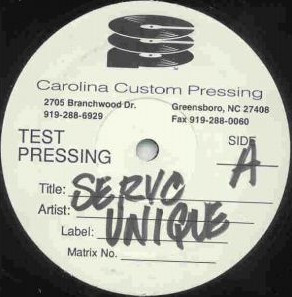 Carolina Custom Pressing
2705 Branchwood Dr. Greensboro, NC 27408
919-288-6929 Fax 919-288-0060
TEST SIDE
PRESSING A
Title: SERVO
Artist:
Label: UNIQUE
Matrix No.